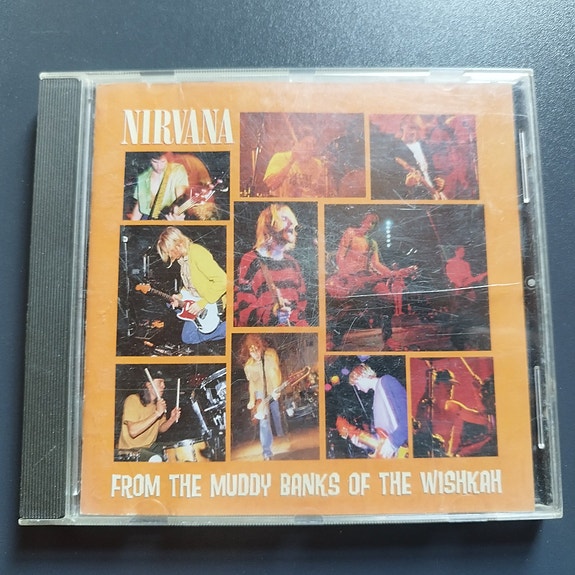 NIRVANA
FROM THE MUDDY BANKS OF THE WISHKAH